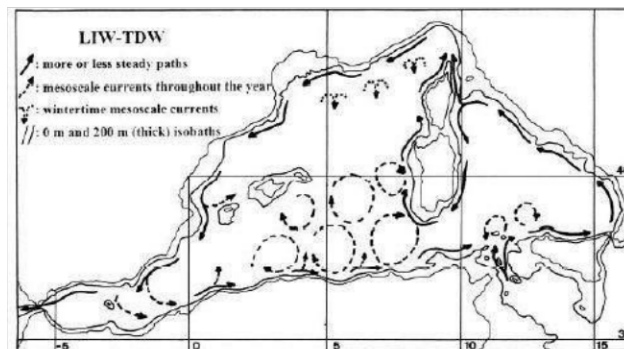 LIW-TDW
: more or less steady paths
: mesoscale currents throughout the year
: wintertime mesoscale currents
: 0 m and 200 m (thick) isobaths
-5
0
5
10
15